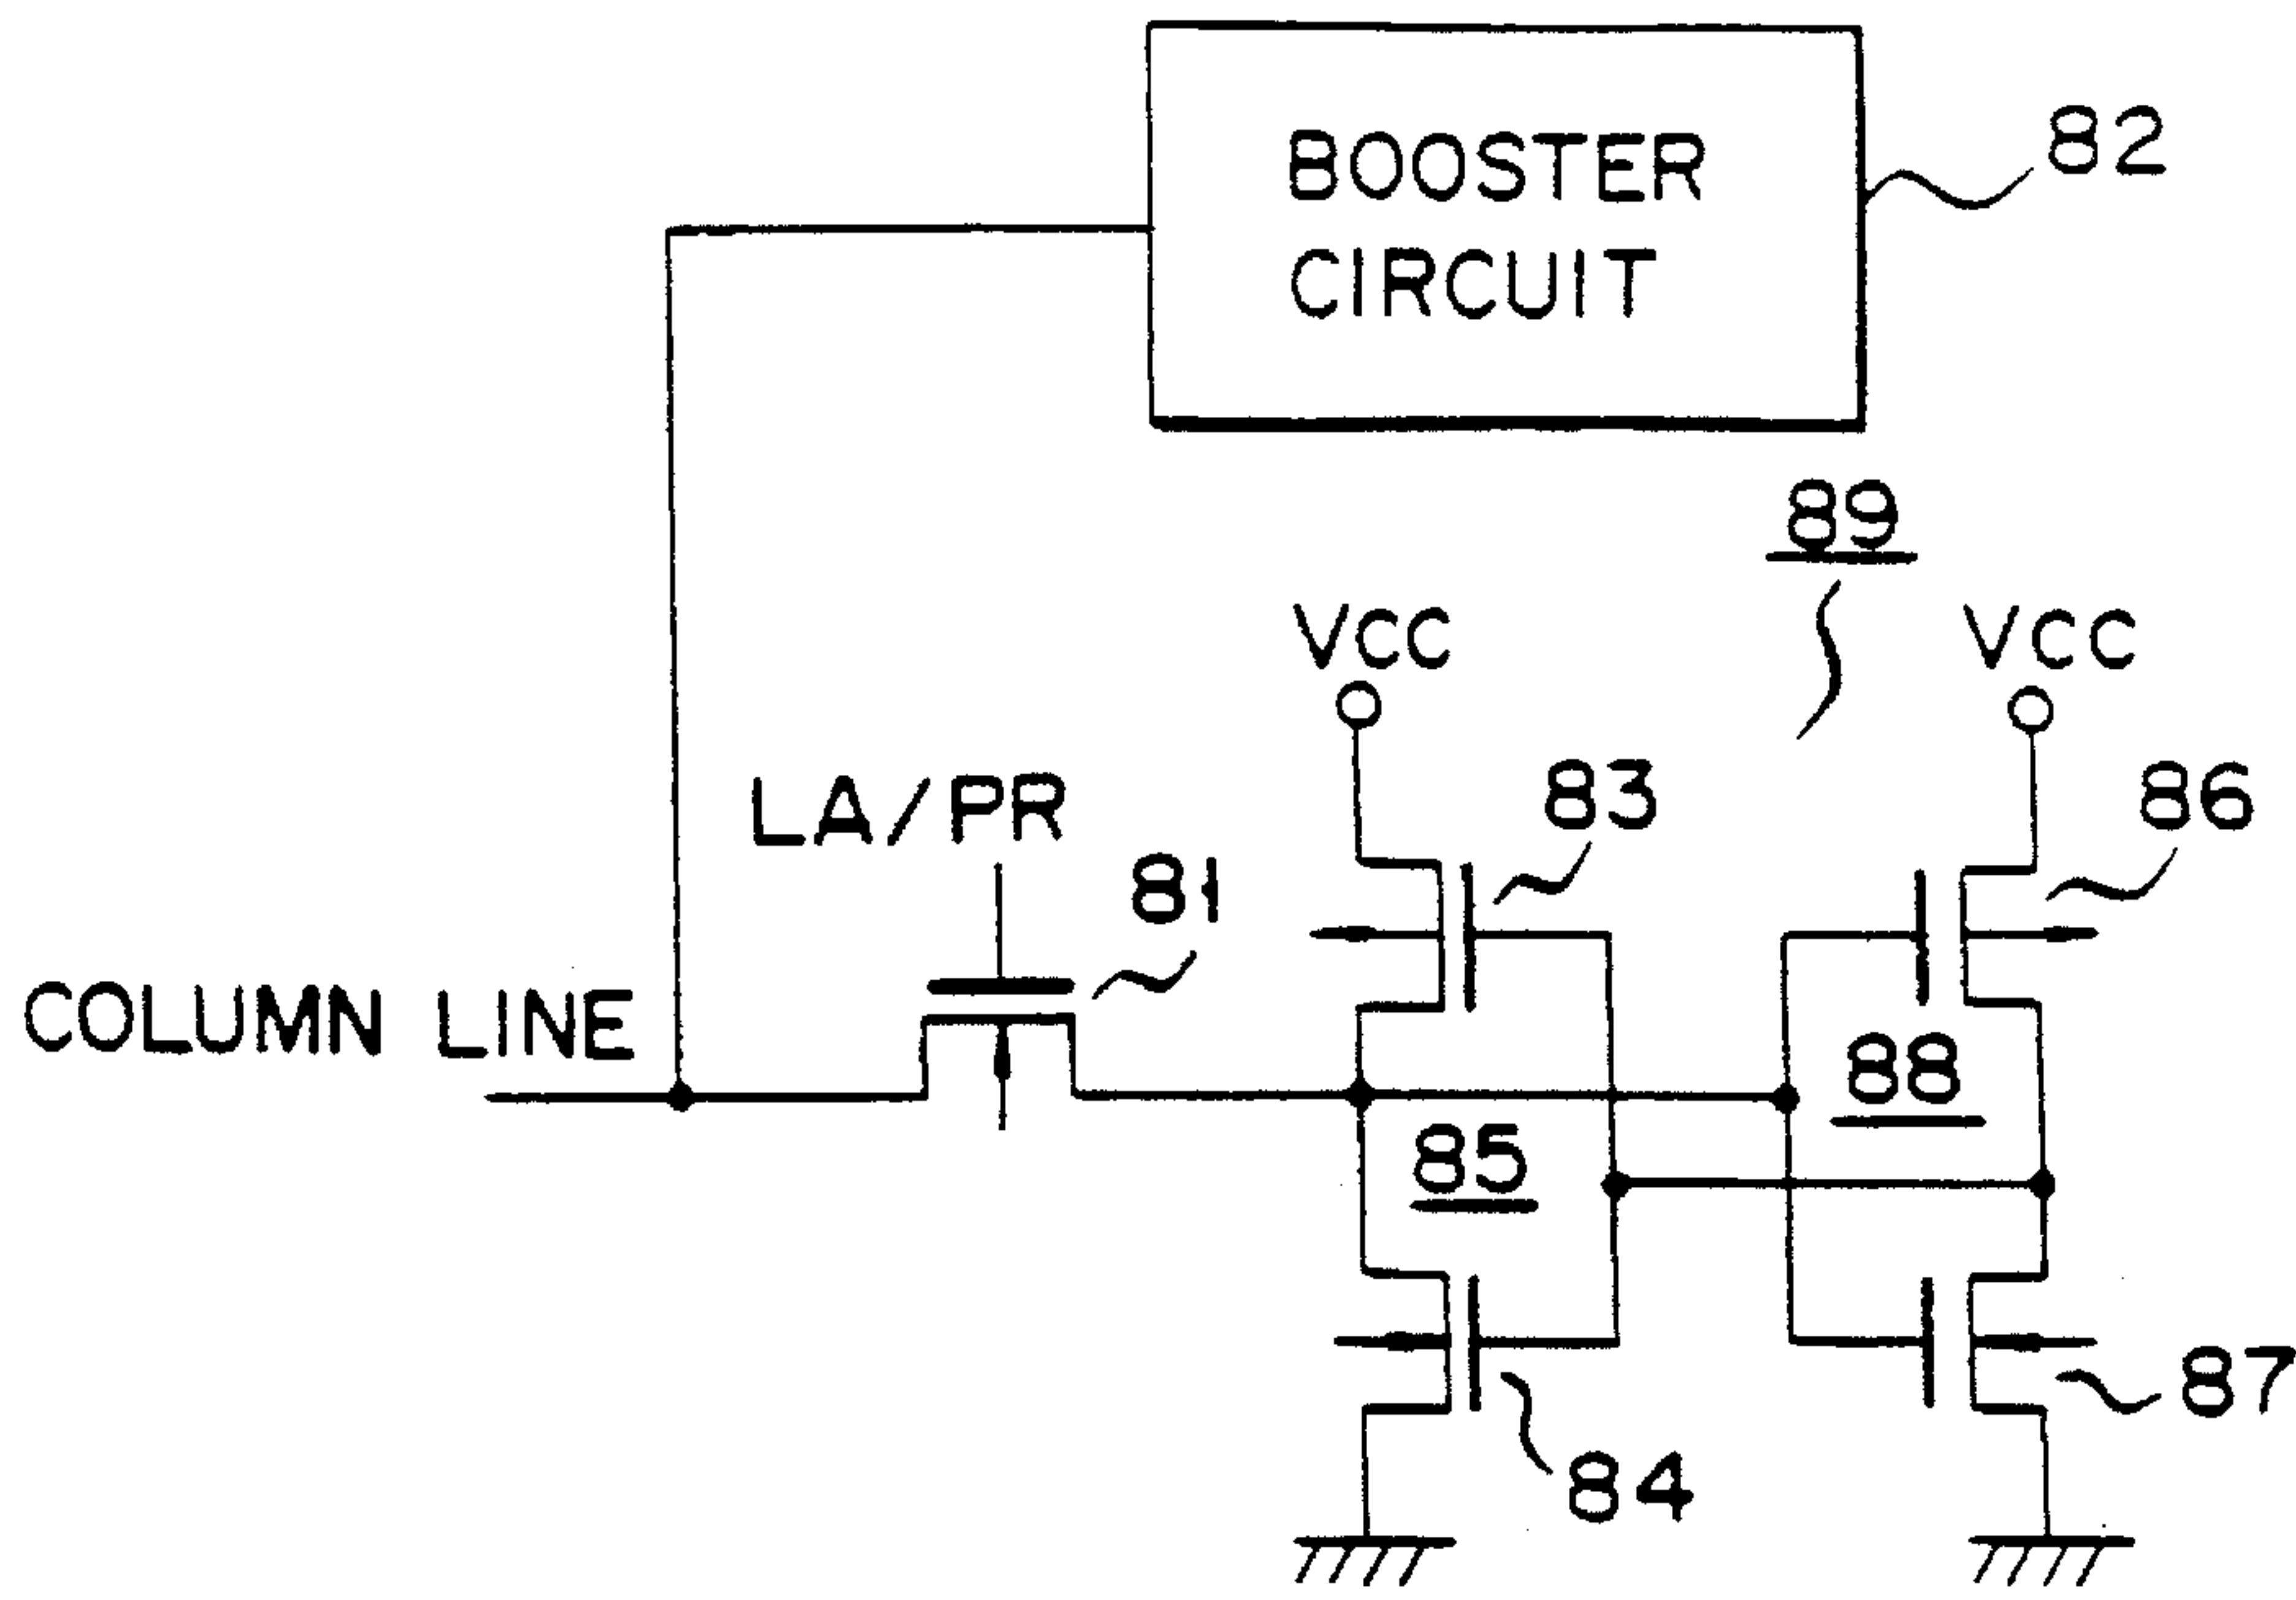 BOOSTER
CIRCUIT
82
89
VCC
VCC
LA/PR
83
86
81
COLUMN LINE
88
85
87
84